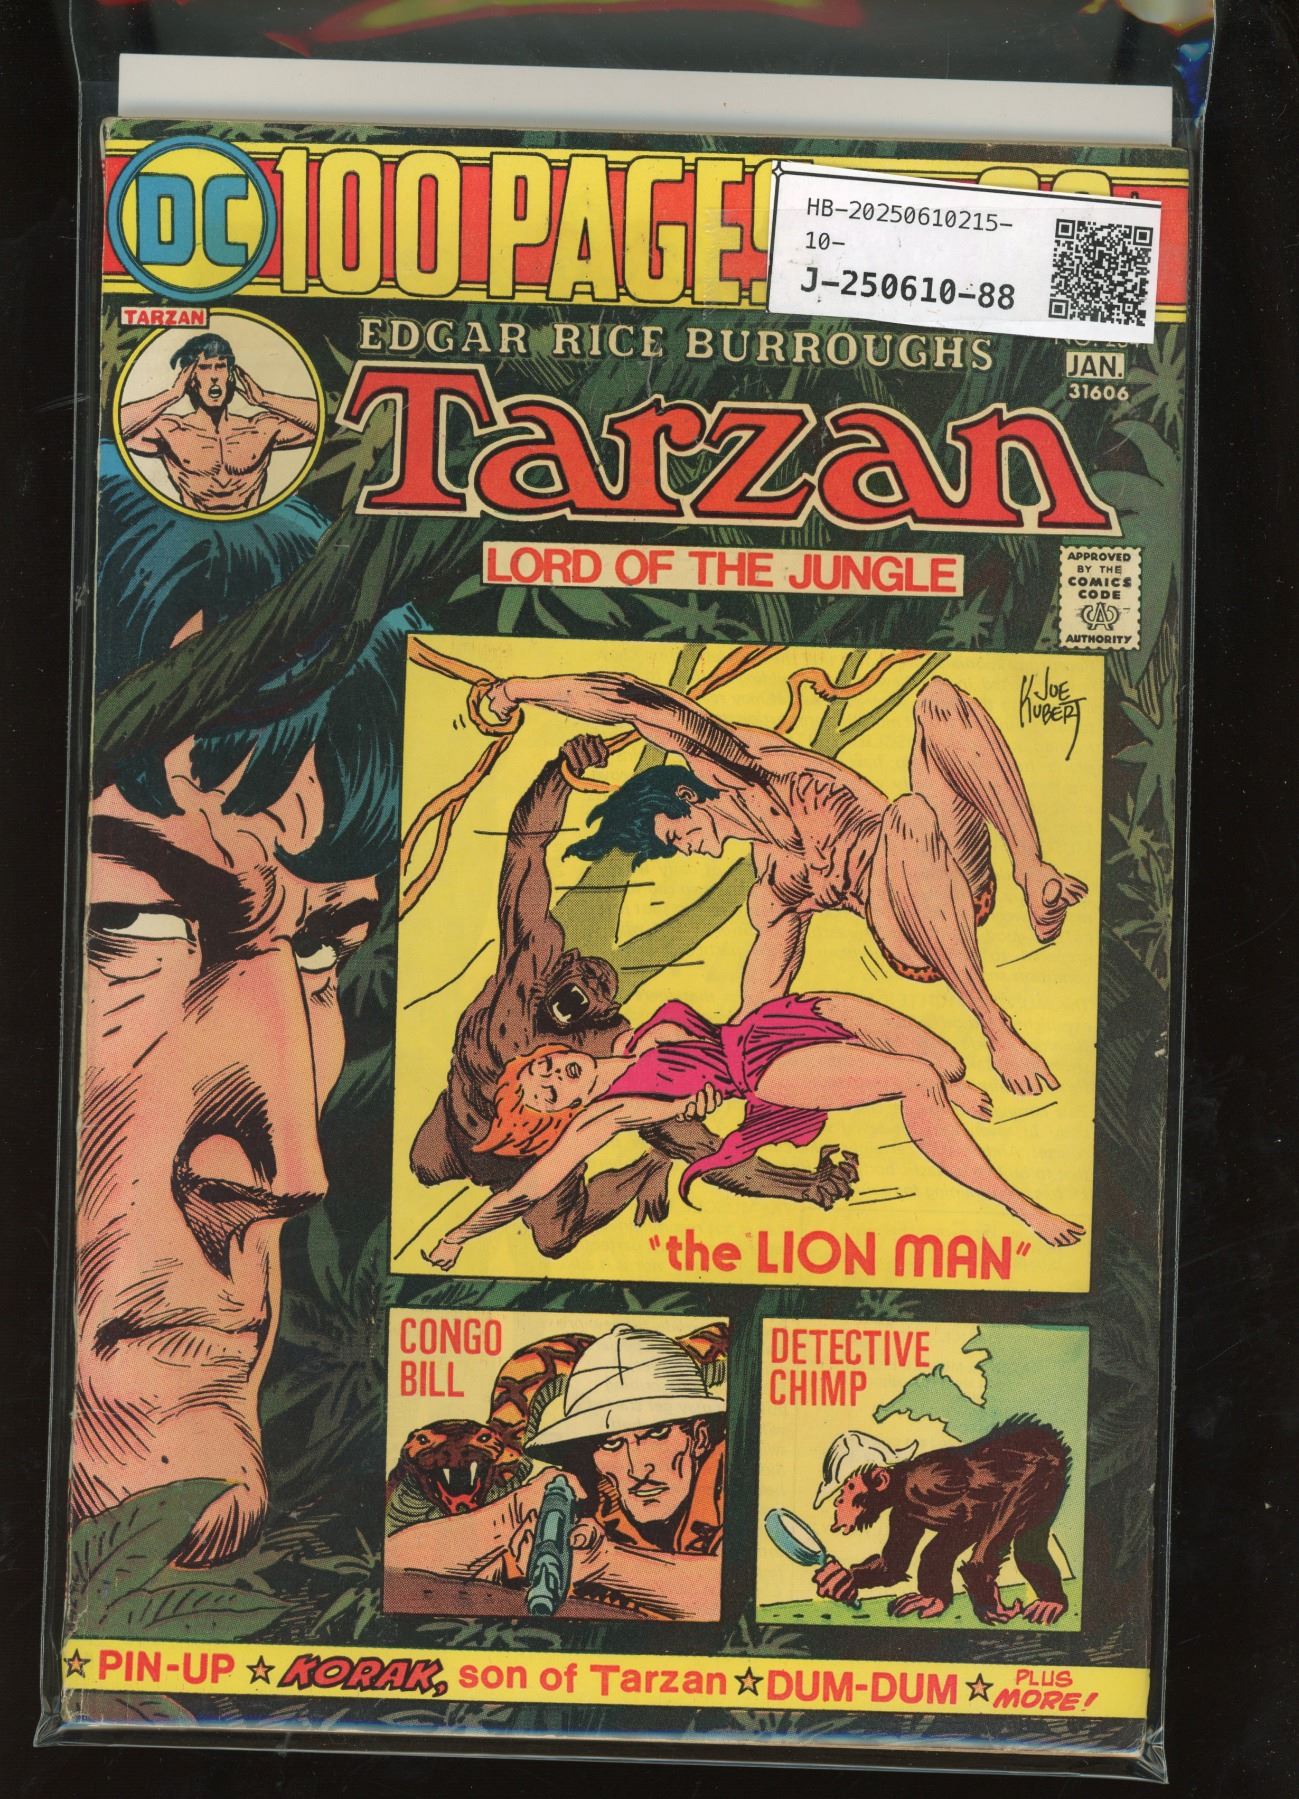 DC
100 PAGES
HB-20250610215-
10-
J-250610-88
TARZAN
EDGAR RICE BURROUGHS
JAN.
31606
Tarzan
LORD OF THE JUNGLE
APPROVED
BY THE
COMICS
CODE
AUTHORITY
JOE
KUBERT
"the LION MAN"
CONGO
BILL
DETECTIVE
CHIMP
PIN-UP ☆ KORAK, son of Tarzan ☆ DUM-DUM ☆ PLUS
MORE!